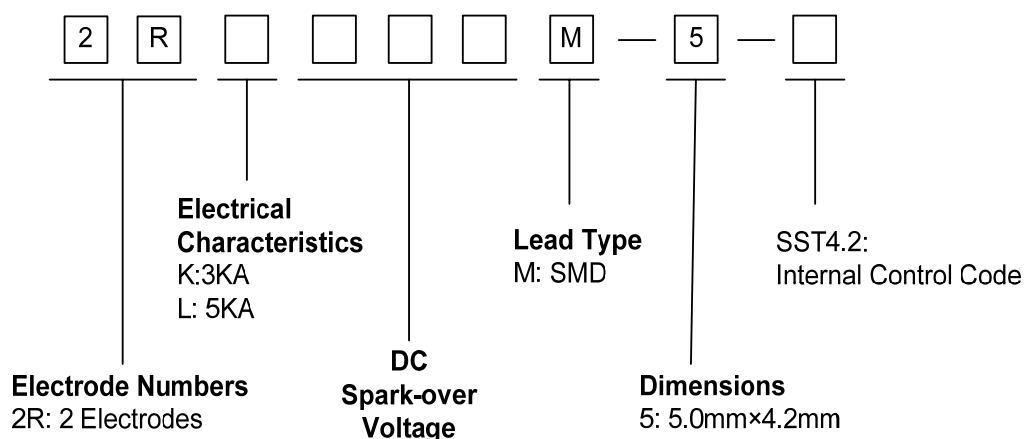 2 R M — 5 —
Electrical
Characteristics
K:3KA
L: 5KA
Lead Type
M: SMD
SST4.2:
Internal Control Code
Electrode Numbers
2R: 2 Electrodes
DC
Spark-over
Voltage
Dimensions
5: 5.0mm×4.2mm